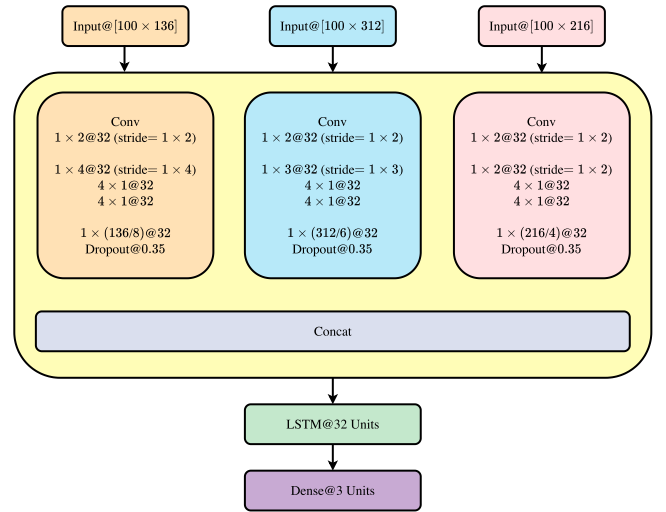 Input@[100 × 136]
Input@[100 × 312]
Input@[100 × 216]
Conv
1 × 2@32 (stride= 1 × 2)
1 × 4@32 (stride= 1 × 4)
4 × 1@32
4 × 1@32
1 × (136/8)@32
Dropout@0.35
Conv
1 × 2@32 (stride= 1 × 2)
1 × 3@32 (stride= 1 × 3)
4 × 1@32
4 × 1@32
1 × (312/6)@32
Dropout@0.35
Conv
1 × 2@32 (stride= 1 × 2)
1 × 2@32 (stride= 1 × 2)
4 × 1@32
4 × 1@32
1 × (216/4)@32
Dropout@0.35
Concat
LSTM@32 Units
Dense@3 Units